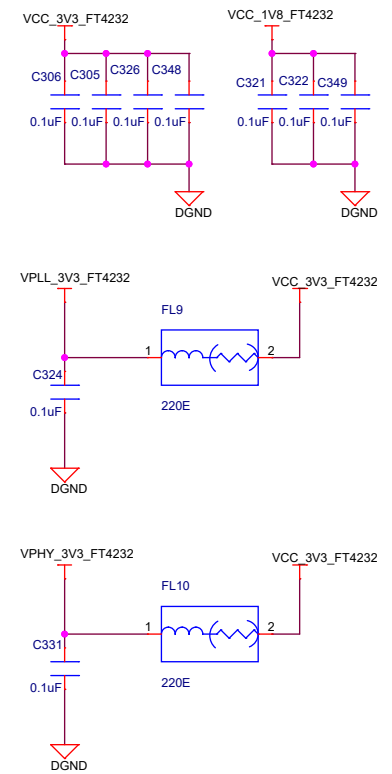 VCC_3V3_FT4232 VCC_1V8_FT4232
C306 C305 C326 C348 C321 C322 C349
0.1uF 0.1uF 0.1uF 0.1uF 0.1uF 0.1uF 0.1uF
DGND DGND
VPLL_3V3_FT4232 VCC_3V3_FT4232
FL9
1 2
C324
0.1uF 220E
DGND
VPHY_3V3_FT4232 VCC_3V3_FT4232
FL10
1 2
C331
0.1uF 220E
DGND